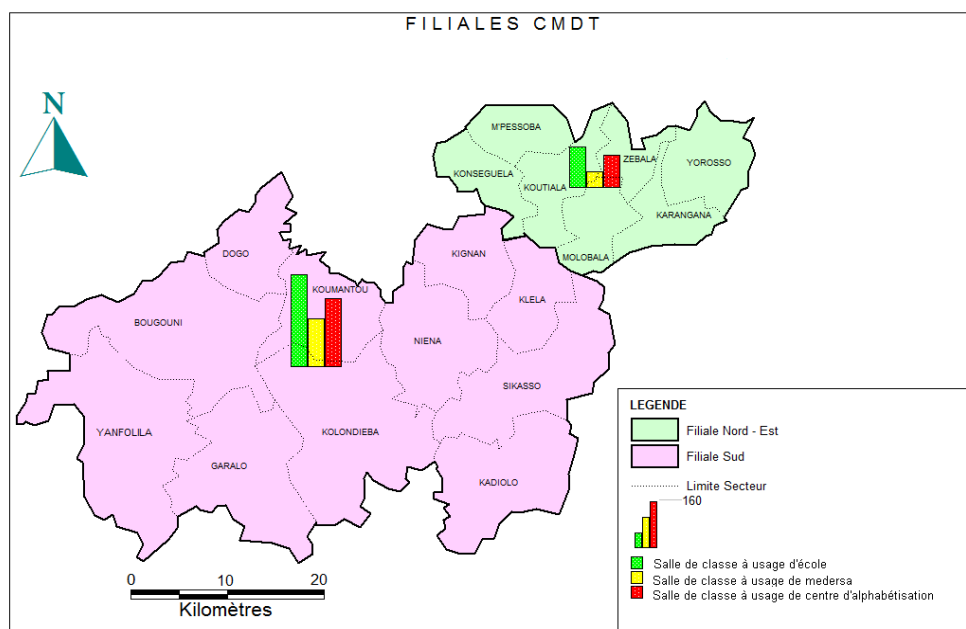 FILIALES CMDT
N
M'PESSOBA
ZEBALA
YOROSSO
KONSEGUELA
KOUTIALA
KARANGANA
MOLOBALA
DOGO
KIGNAN
KOUMANTOU
KLELA
BOUGOUNI
NIENA
SIKASSO
YANFOLILA
KOLONDIEBA
GARALO
KADIOLO
0 10 20
Kilomètres
LEGENDE
Filiale Nord - Est
Filiale Sud
Limite Secteur
160
Salle de classe à usage d'école
Salle de classe à usage de medersa
Salle de classe à usage de centre d'alphabétisation